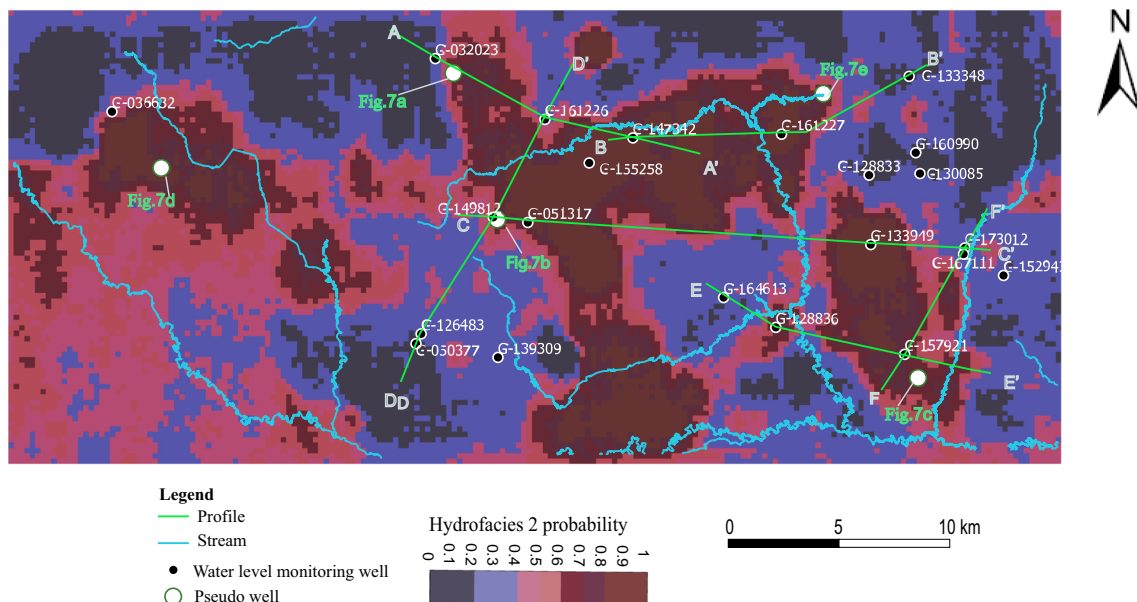 N
A
G-032023
D'
B'
G-133348
Fig.7a
Fig.7e
G-036632
G-161226
G-147342
G-161227
B
A'
G-155258
G-160990
G-128833
G-130085
Fig.7d
G-149812
C
G-051317
F'
G-133949
G-173012
C'
G-167111
Fig.7b
E
G-164613
G-128836
G-126483
G-050377
G-139309
G-157921
E'
F
Fig.7c
DD
Legend
Profile
Stream
Water level monitoring well
Pseudo well
Hydrofacies 2 probability
0 0.1 0.2 0.3 0.4 0.5 0.6 0.7 0.8 0.9 1
0 5 10 km